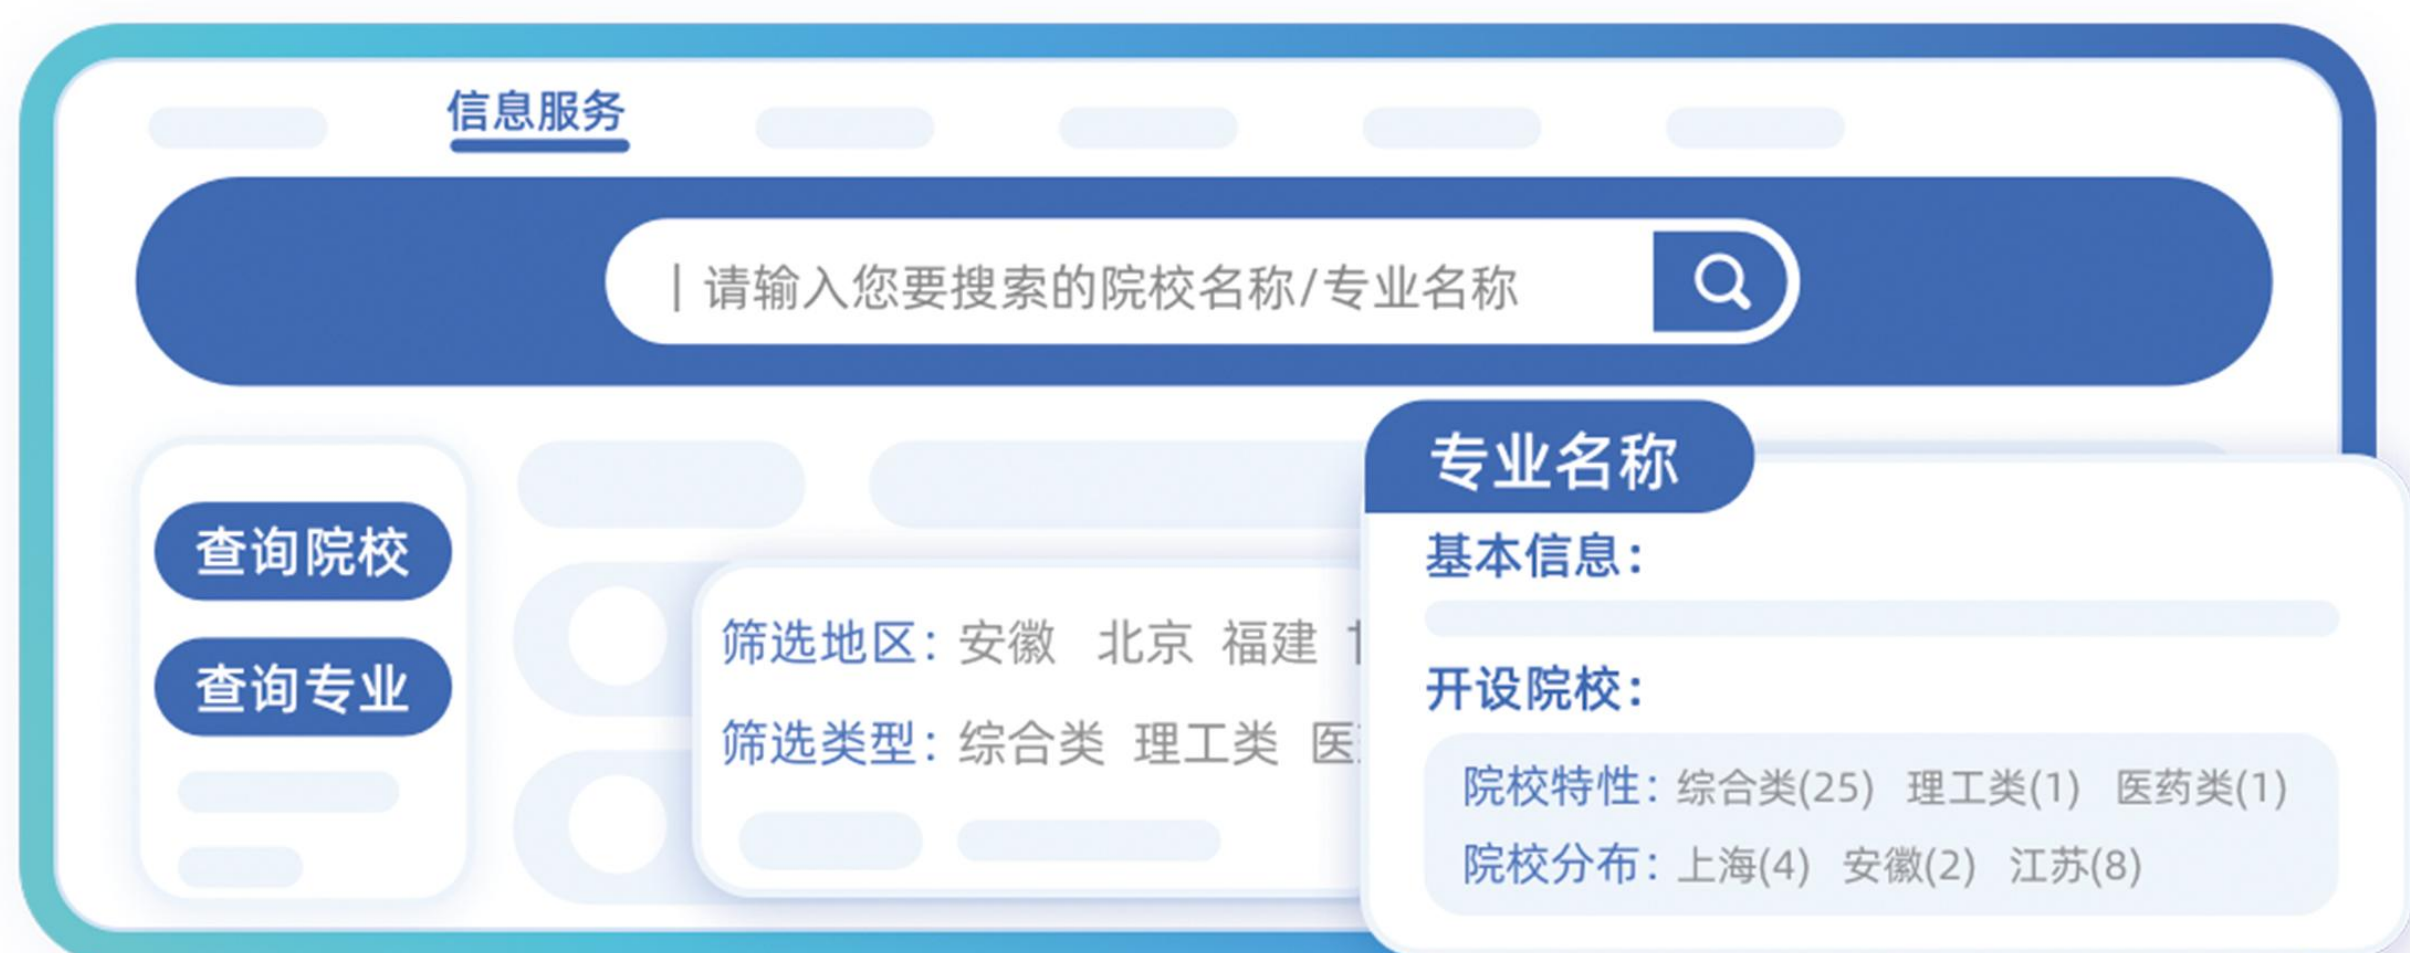 信息服务
请输入您要搜索的院校名称/专业名称
查询院校
查询专业
筛选地区：安徽 北京 福建
筛选类型：综合类 理工类 医
专业名称
基本信息：
开设院校：
院校特性：综合类(25) 理工类(1) 医药类(1)
院校分布：上海(4) 安徽(2) 江苏(8)